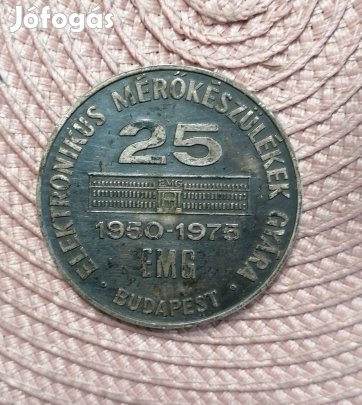 Jófogás
ELEKTRONIKUS MÉRŐKÉSZÜLÉKEK GYÁRA
25
EMG
1950-1975
EMG
· BUDAPEST ·